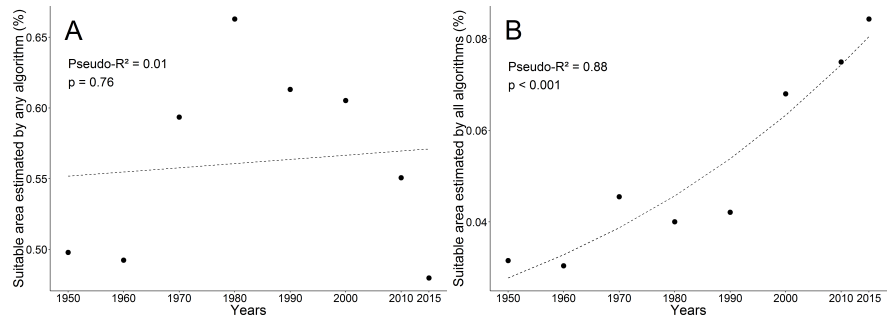 A
Pseudo-R² = 0.01
p = 0.76
Suitable area estimated by any algorithm (%)
0.65
0.60
0.55
0.50
1950 1960 1970 1980 1990 2000 2010 2015
Years
B
Pseudo-R² = 0.88
p < 0.001
Suitable area estimated by all algorithms (%)
0.08
0.06
0.04
1950 1960 1970 1980 1990 2000 2010 2015
Years